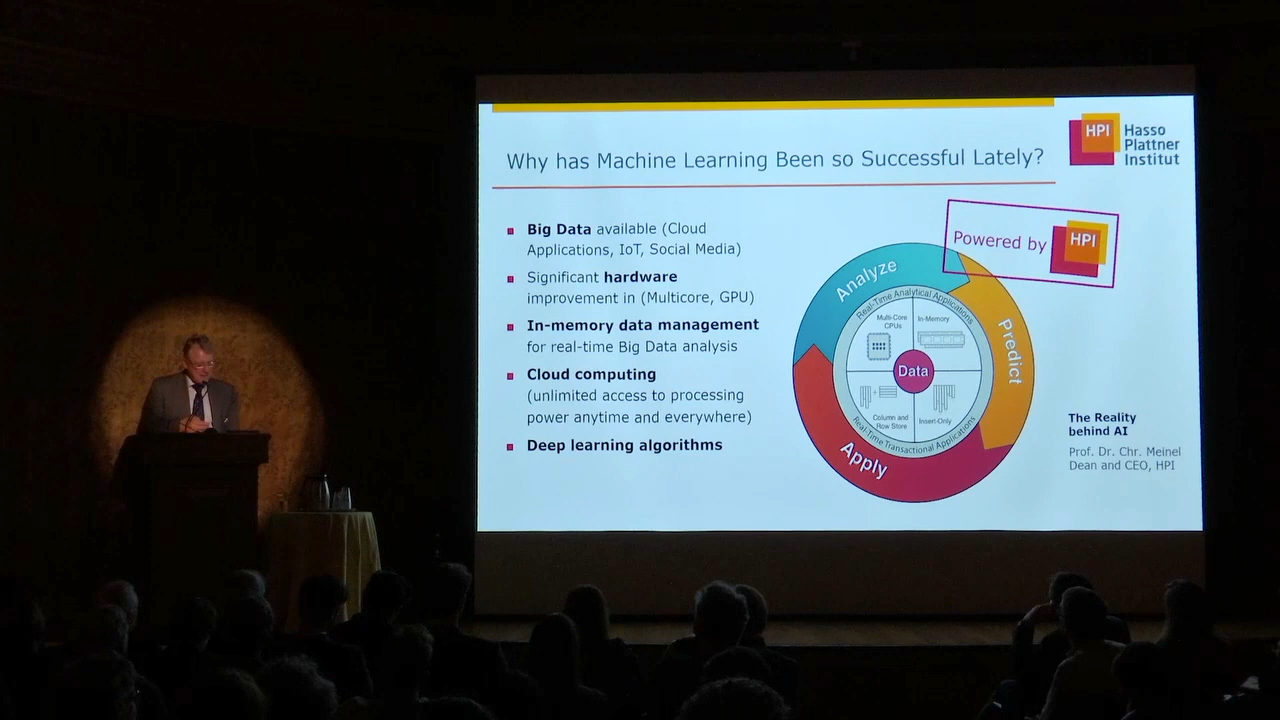 HPI Hasso
Plattner
Institut
Why has Machine Learning Been so Successful Lately?
Big Data available (Cloud
Applications, IoT, Social Media)
Significant hardware
improvement in (Multicore, GPU)
In-memory data management
for real-time Big Data analysis
Cloud computing
(unlimited access to processing
power anytime and everywhere)
Deep learning algorithms
Powered by HPI
Analyze
Predict
Apply
Real-Time Analytical Applications
Multi-Core
CPUs
In-Memory
Data
Column and
Row Store
Insert-Only
Real-Time Transactional Applications
The Reality
behind AI
Prof. Dr. Chr. Meinel
Dean and CEO, HPI